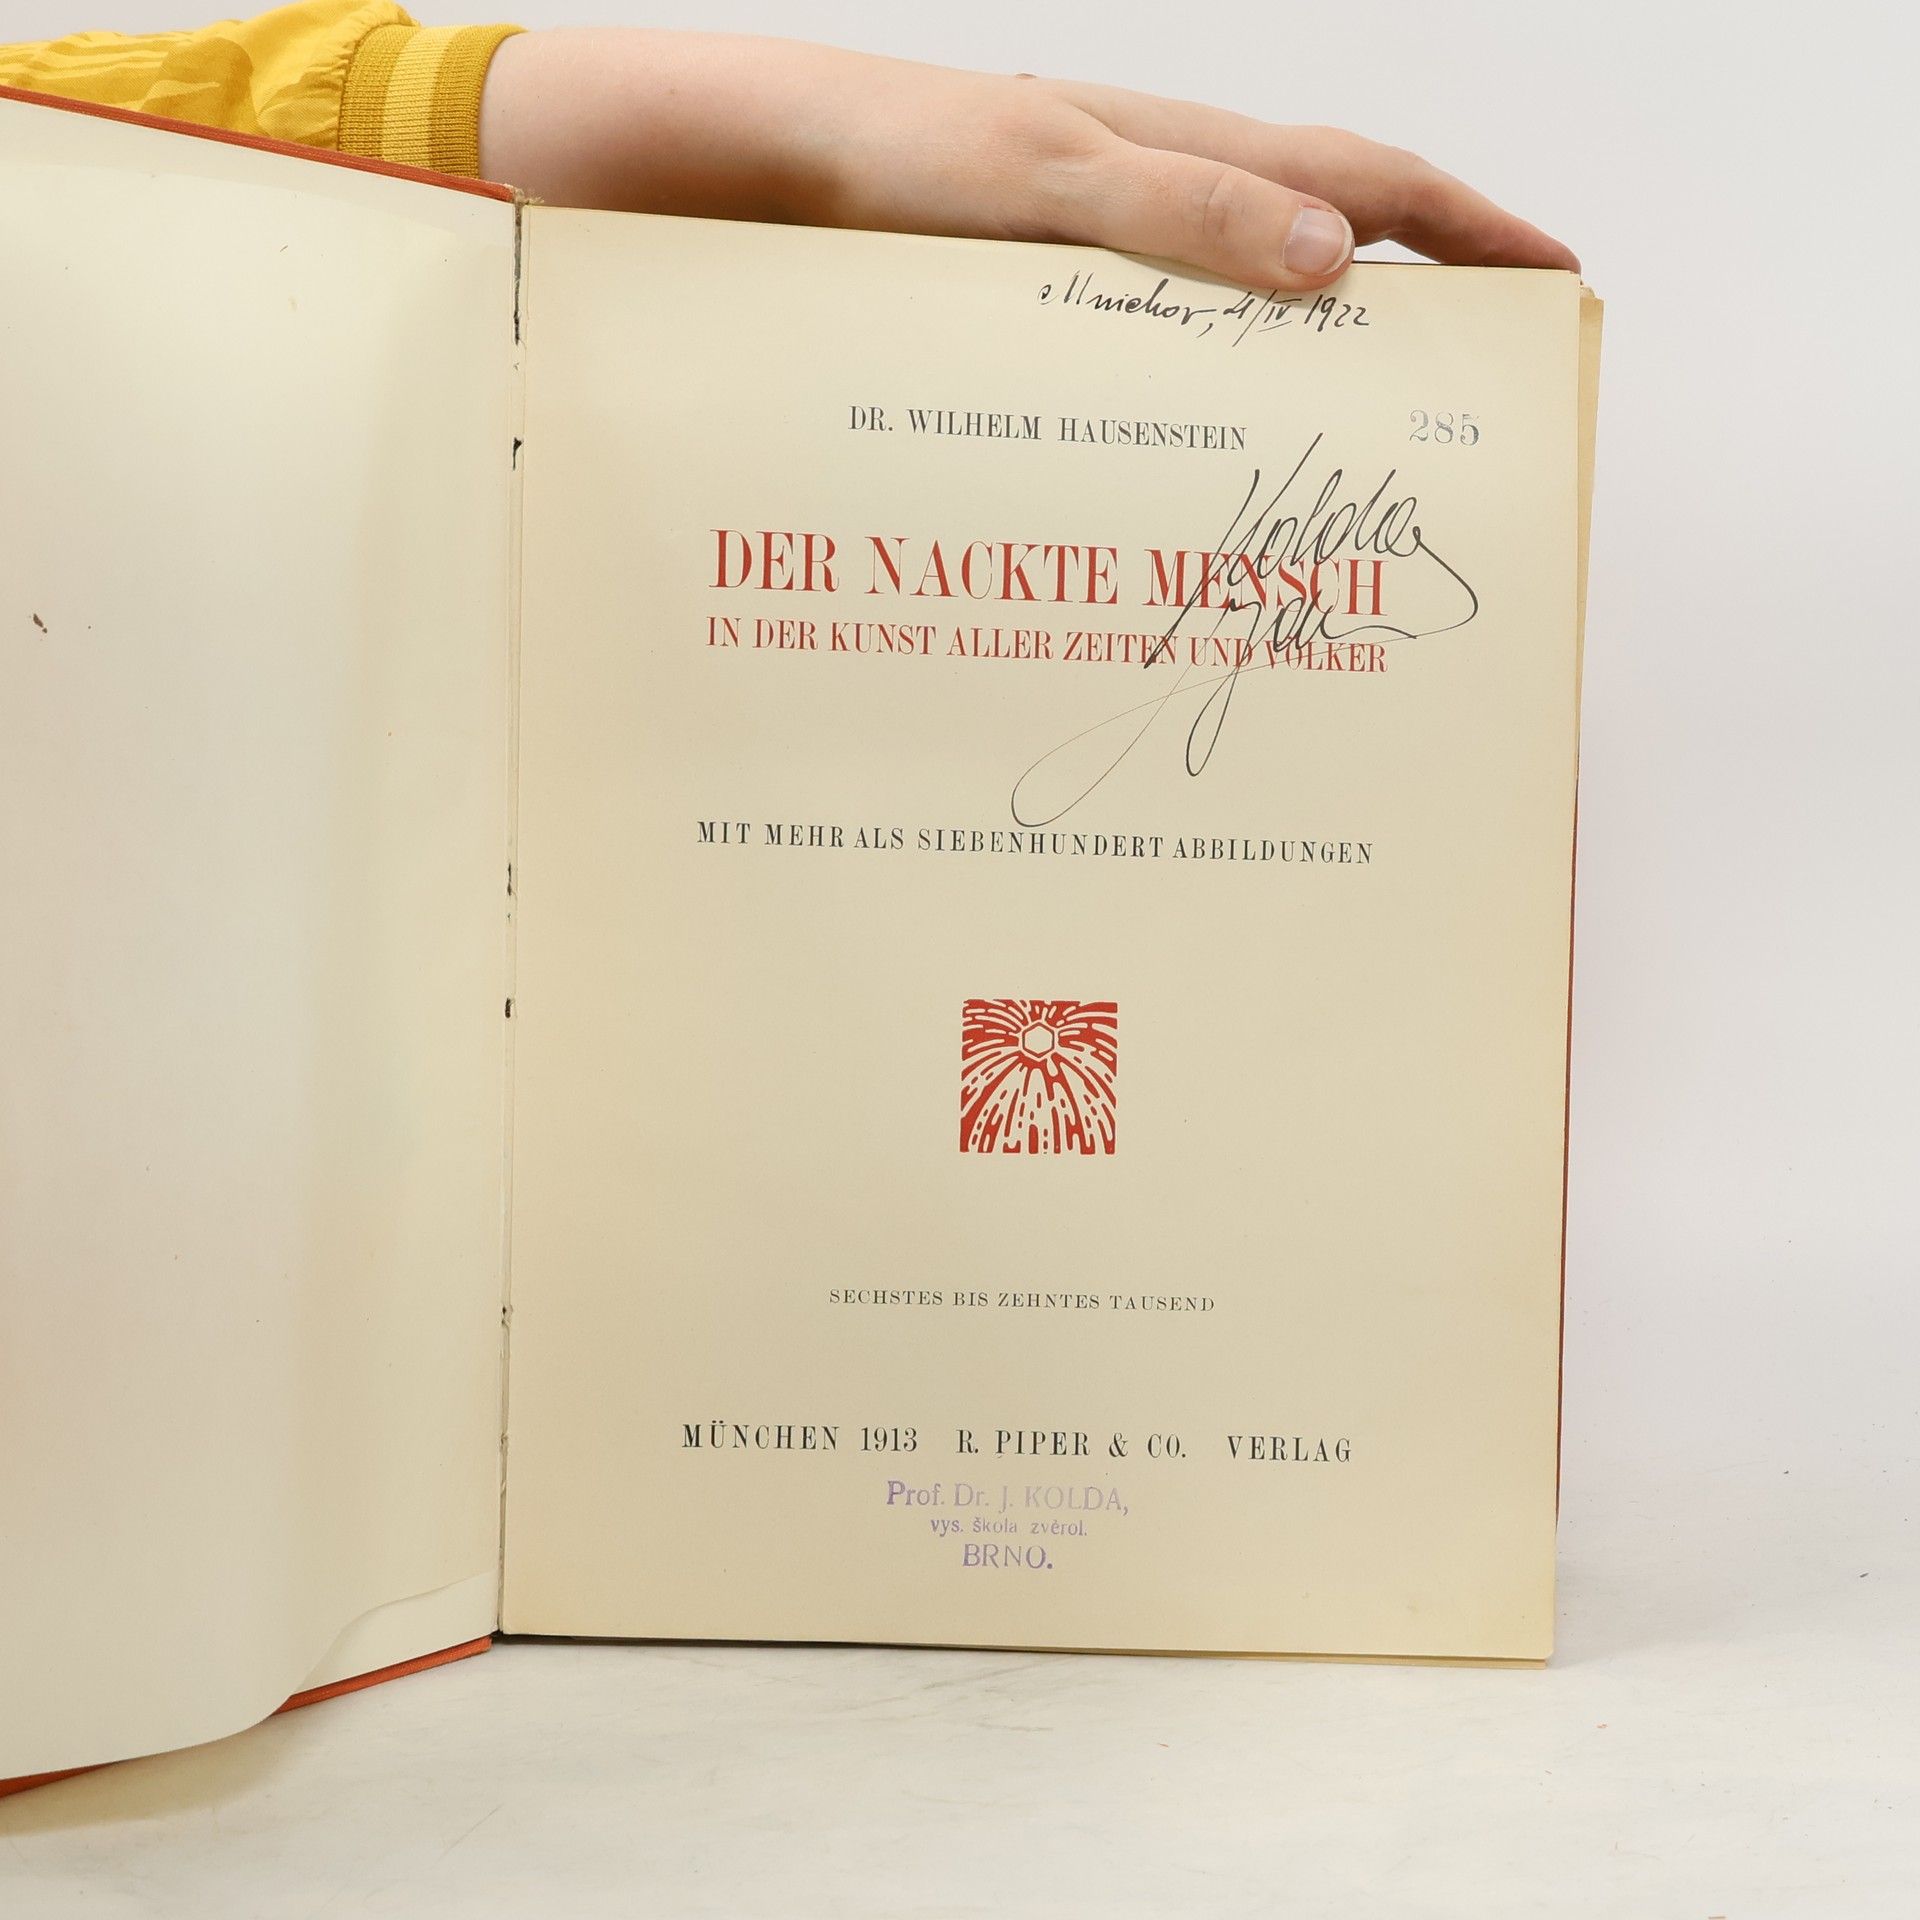 Mnichov, 4/IV 1922
DR. WILHELM HAUSENSTEIN
285
Kolda
Jan
DER NACKTE MENSCH
IN DER KUNST ALLER ZEITEN UND VÖLKER
MIT MEHR ALS SIEBENHUNDERT ABBILDUNGEN
SECHSTES BIS ZEHNTES TAUSEND
MÜNCHEN 1913 R. PIPER & CO. VERLAG
Prof. Dr. J. KOLDA,
vys. škola zvěrol.
BRNO.